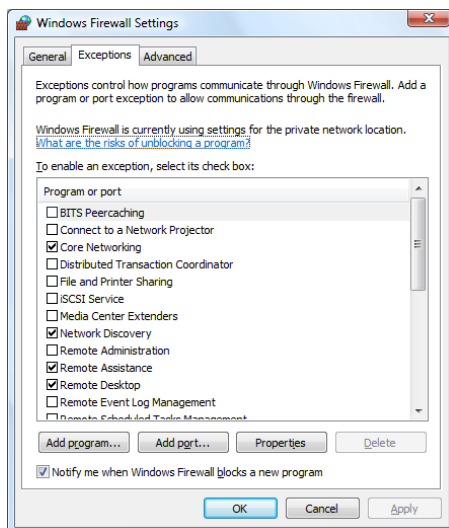 Windows Firewall Settings
General Exceptions Advanced
Exceptions control how programs communicate through Windows Firewall. Add a
program or port exception to allow communications through the firewall.
Windows Firewall is currently using settings for the private network location.
What are the risks of unblocking a program?
To enable an exception, select its check box:
Program or port
BITS Peercaching
Connect to a Network Projector
Core Networking
Distributed Transaction Coordinator
File and Printer Sharing
iSCSI Service
Media Center Extenders
Network Discovery
Remote Administration
Remote Assistance
Remote Desktop
Remote Event Log Management
Remote Scheduled Tasks Management
Add program... Add port... Properties Delete
Notify me when Windows Firewall blocks a new program
OK Cancel Apply